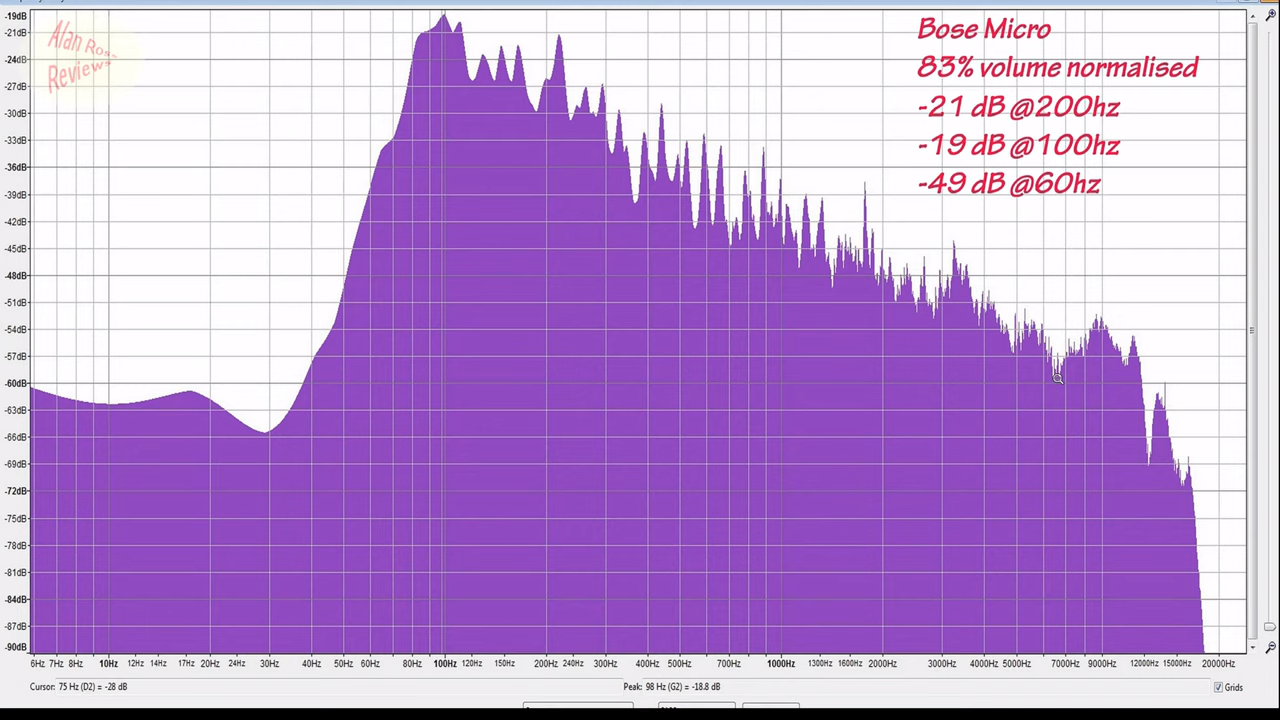 -19dB
-21dB
-24dB
-27dB
-30dB
-33dB
-36dB
-39dB
-42dB
-45dB
-48dB
-51dB
-54dB
-57dB
-60dB
-63dB
-66dB
-69dB
-72dB
-75dB
-78dB
-81dB
-84dB
-87dB
-90dB
Alan Ross
Reviews
Bose Micro
83% volume normalised
-21 dB @200hz
-19 dB @100hz
-49 dB @60hz
6Hz 7Hz 8Hz 10Hz 12Hz 14Hz 17Hz 20Hz 24Hz 30Hz 40Hz 50Hz 60Hz 80Hz 100Hz 120Hz 150Hz 200Hz 240Hz 300Hz 400Hz 500Hz 700Hz 1000Hz 1300Hz 1600Hz 2000Hz 3000Hz 4000Hz 5000Hz 7000Hz 9000Hz 12000Hz 15000Hz 20000Hz
Cursor: 75 Hz (D2) = -28 dB
Peak: 98 Hz (G2) = -18.8 dB
Grids